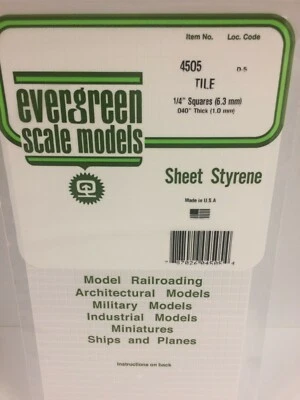 Item No. Loc. Code
4505 D-5
TILE
1/4" Squares (6.3 mm)
.040" Thick (1.0 mm)
evergreen
scale models
Sheet Styrene
Made in U.S.A
Model Railroading
Architectural Models
Military Models
Industrial Models
Miniatures
Ships and Planes
Instructions on back